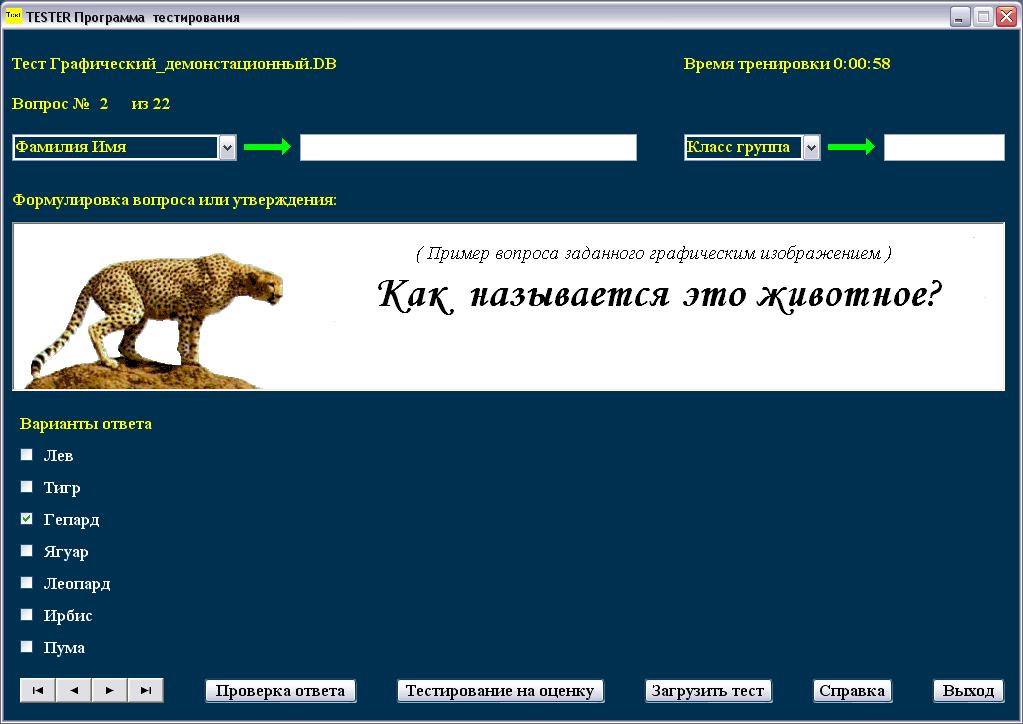 TESTER Программа тестирования
Тест Графический_демонстационный.DB
Время тренировки 0:00:58
Вопрос № 2 из 22
Фамилия Имя
Класс группа
Формулировка вопроса или утверждения:
( Пример вопроса заданного графическим изображением )
Как называется это животное?
Варианты ответа
Лев
Тигр
Гепард
Ягуар
Леопард
Ирбис
Пума
Проверка ответа
Тестирование на оценку
Загрузить тест
Справка
Выход